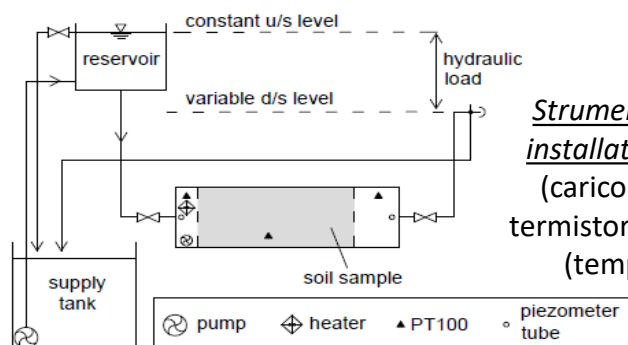 constant u/s level
reservoir
hydraulic
load
variable d/s level
Strume
installat
(carico
termistor
(temp
soil sample
supply
tank
pump
heater
PT100
piezometer
tube